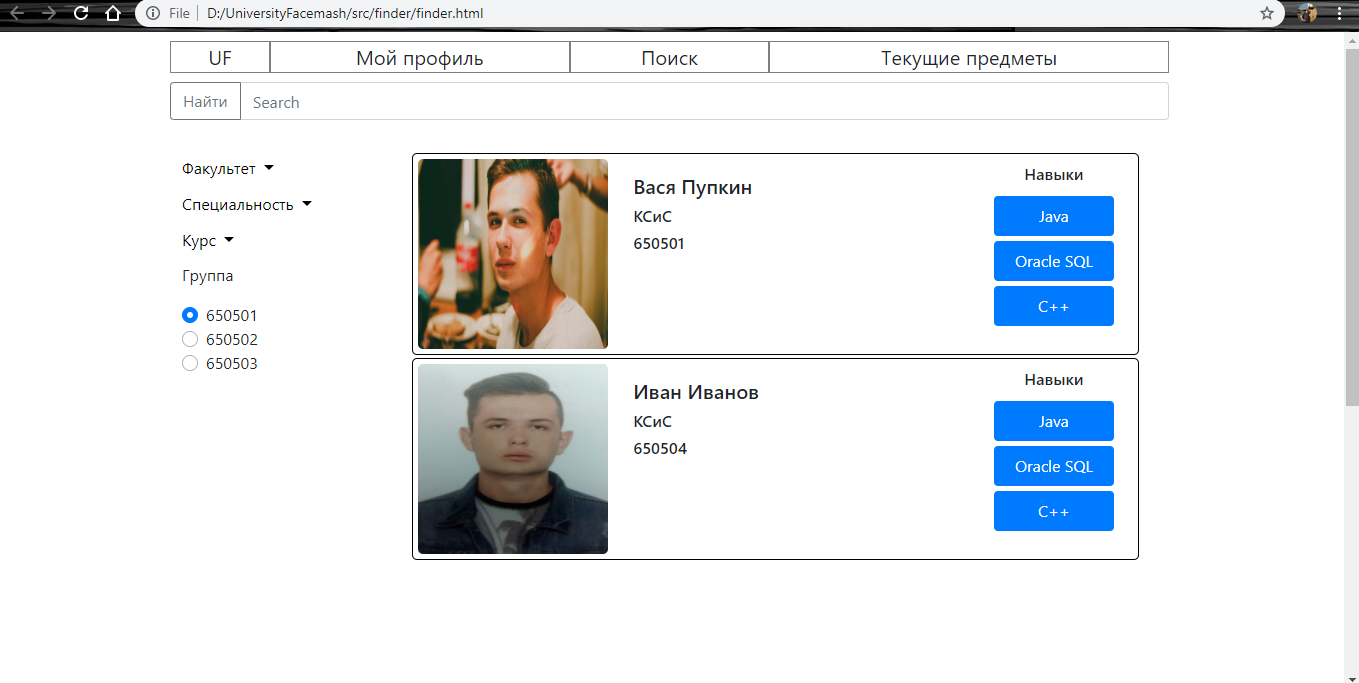 File D:/UniversityFacemash/src/finder/finder.html
UF Мой профиль Поиск Текущие предметы
Найти Search
Факультет
Специальность
Курс
Группа
650501
650502
650503
Вася Пупкин
КСиС
650501
Навыки
Java
Oracle SQL
C++
Иван Иванов
КСиС
650504
Навыки
Java
Oracle SQL
C++